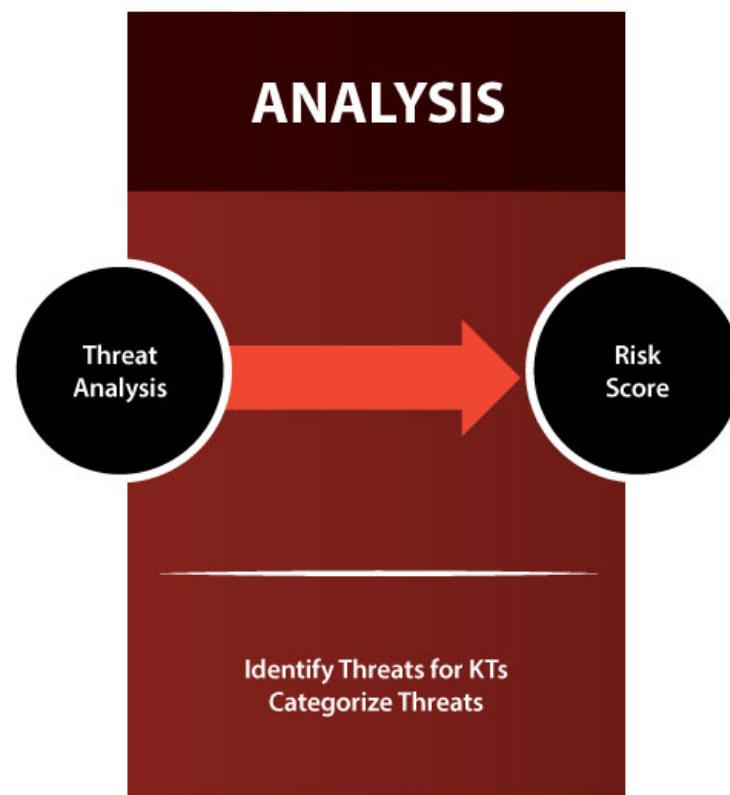 ANALYSIS
Threat
Analysis
Risk
Score
Identify Threats for KTs
Categorize Threats